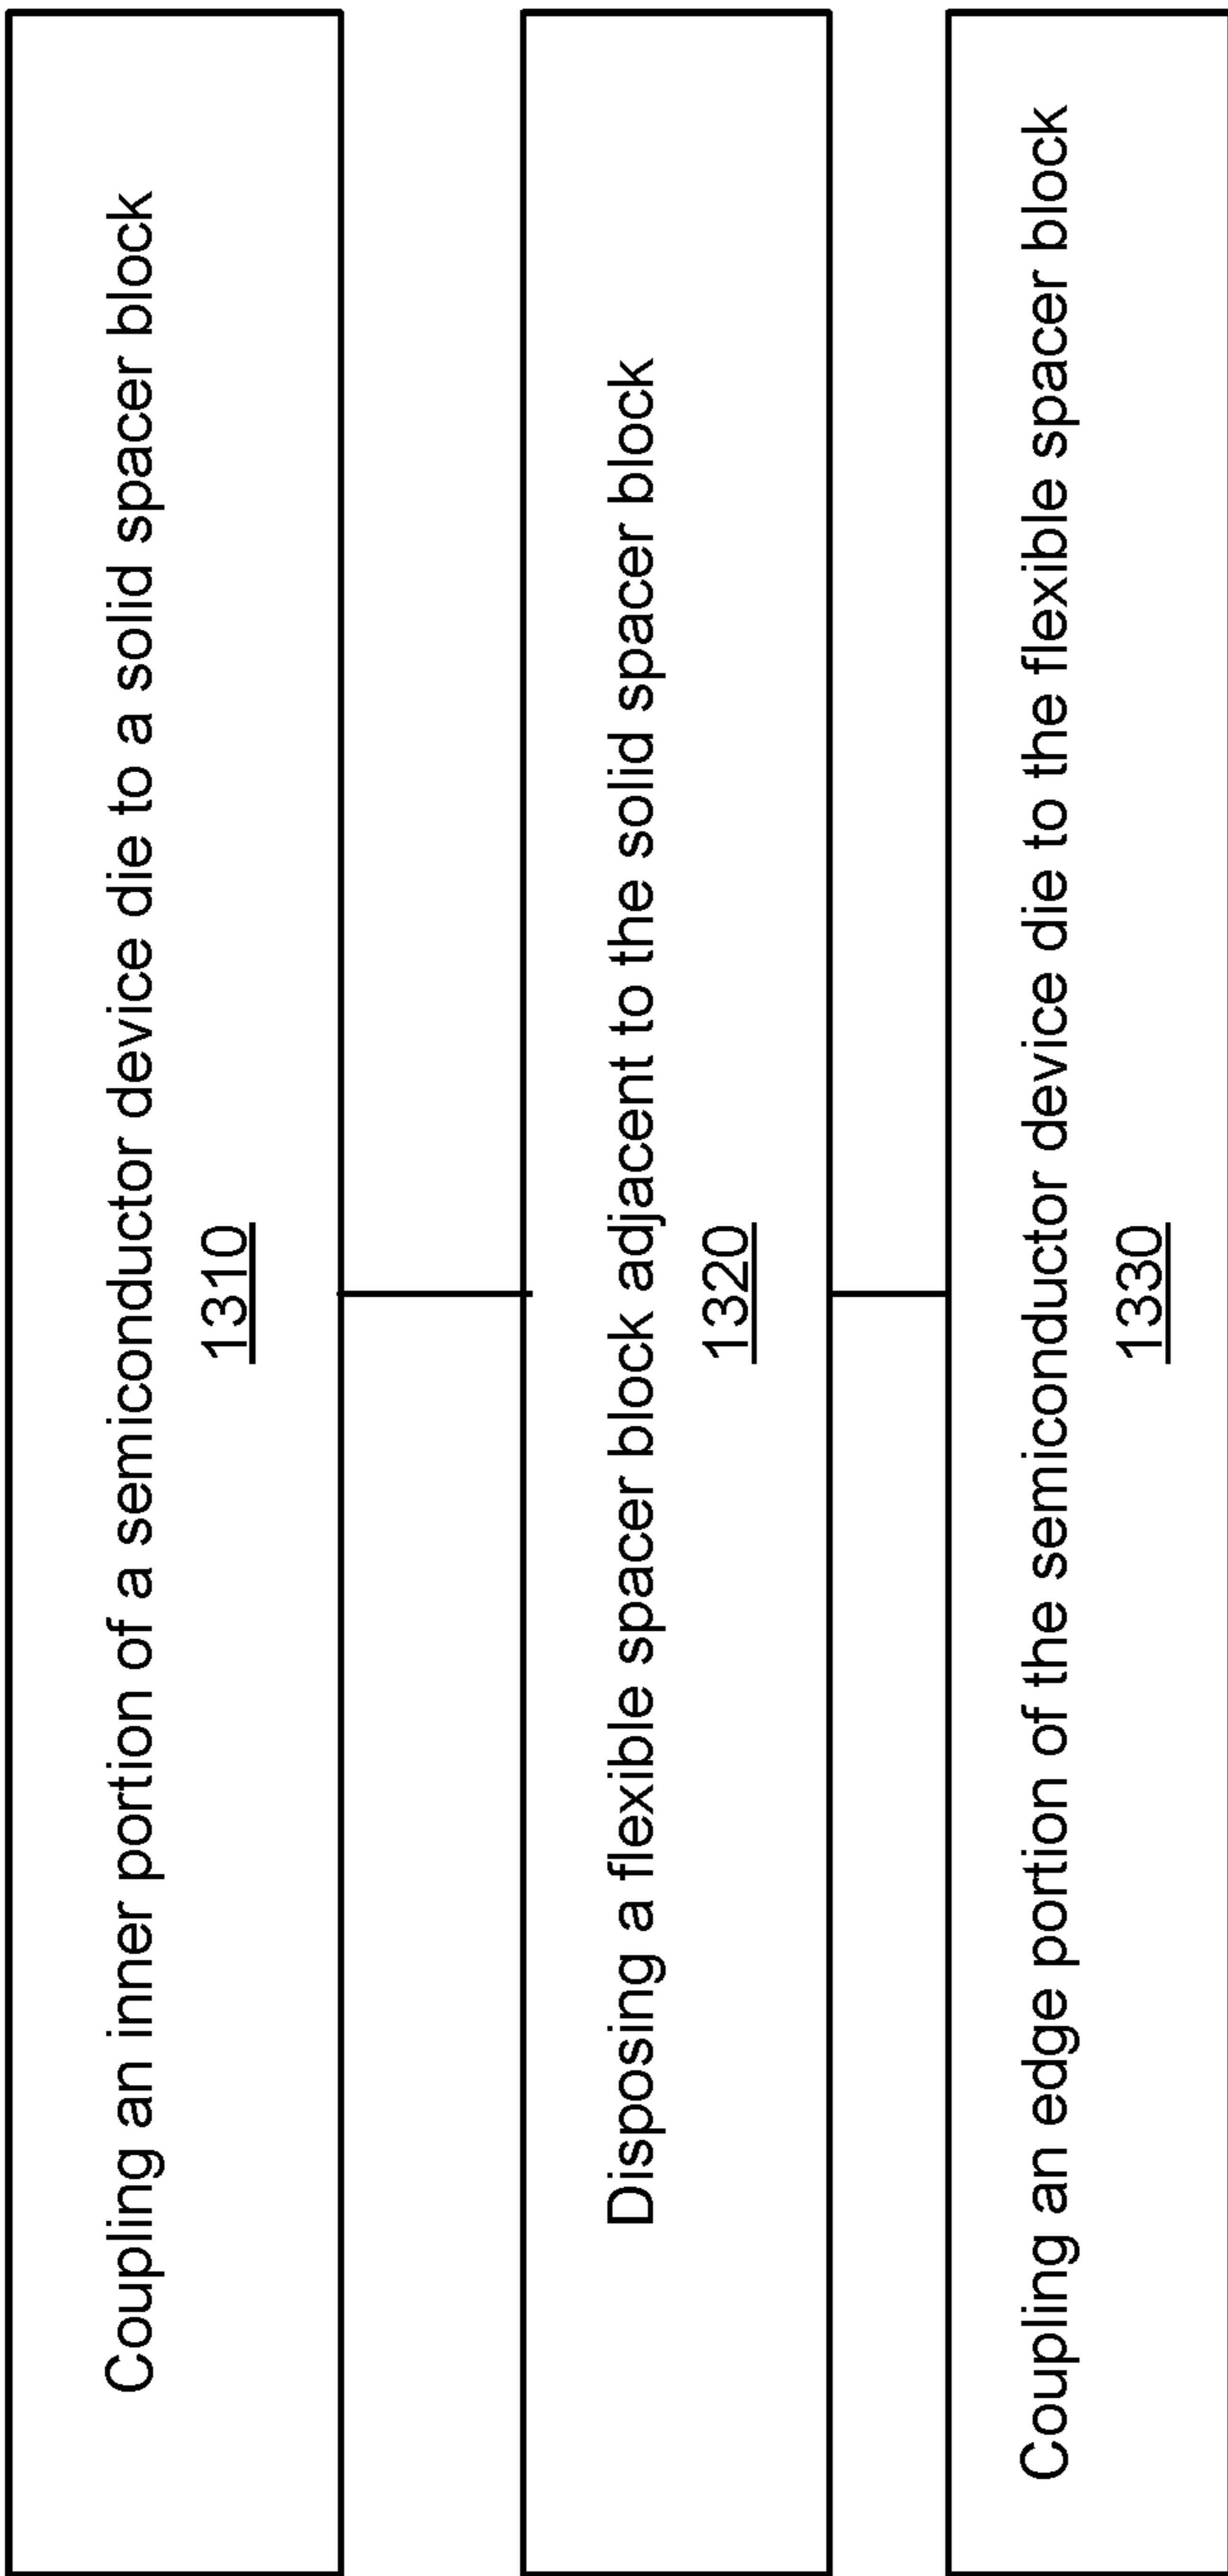 Coupling an inner portion of a semiconductor device die to a solid spacer block
1310
Disposing a flexible spacer block adjacent to the solid spacer block
1320
Coupling an edge portion of the semiconductor device die to the flexible spacer block
1330